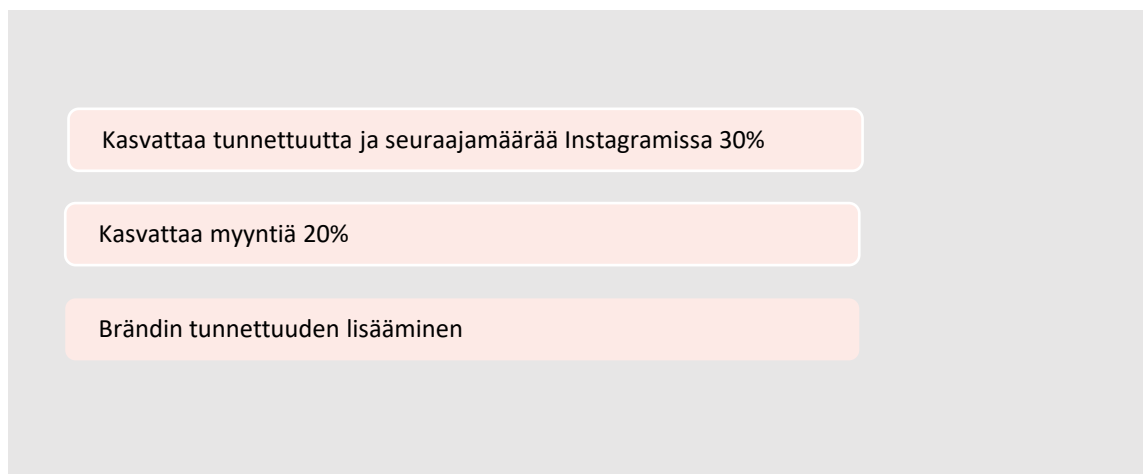 Kasvattaa tunnettuutta ja seuraajamäärää Instagramissa 30%
Kasvattaa myyntiä 20%
Brändin tunnettuuden lisääminen